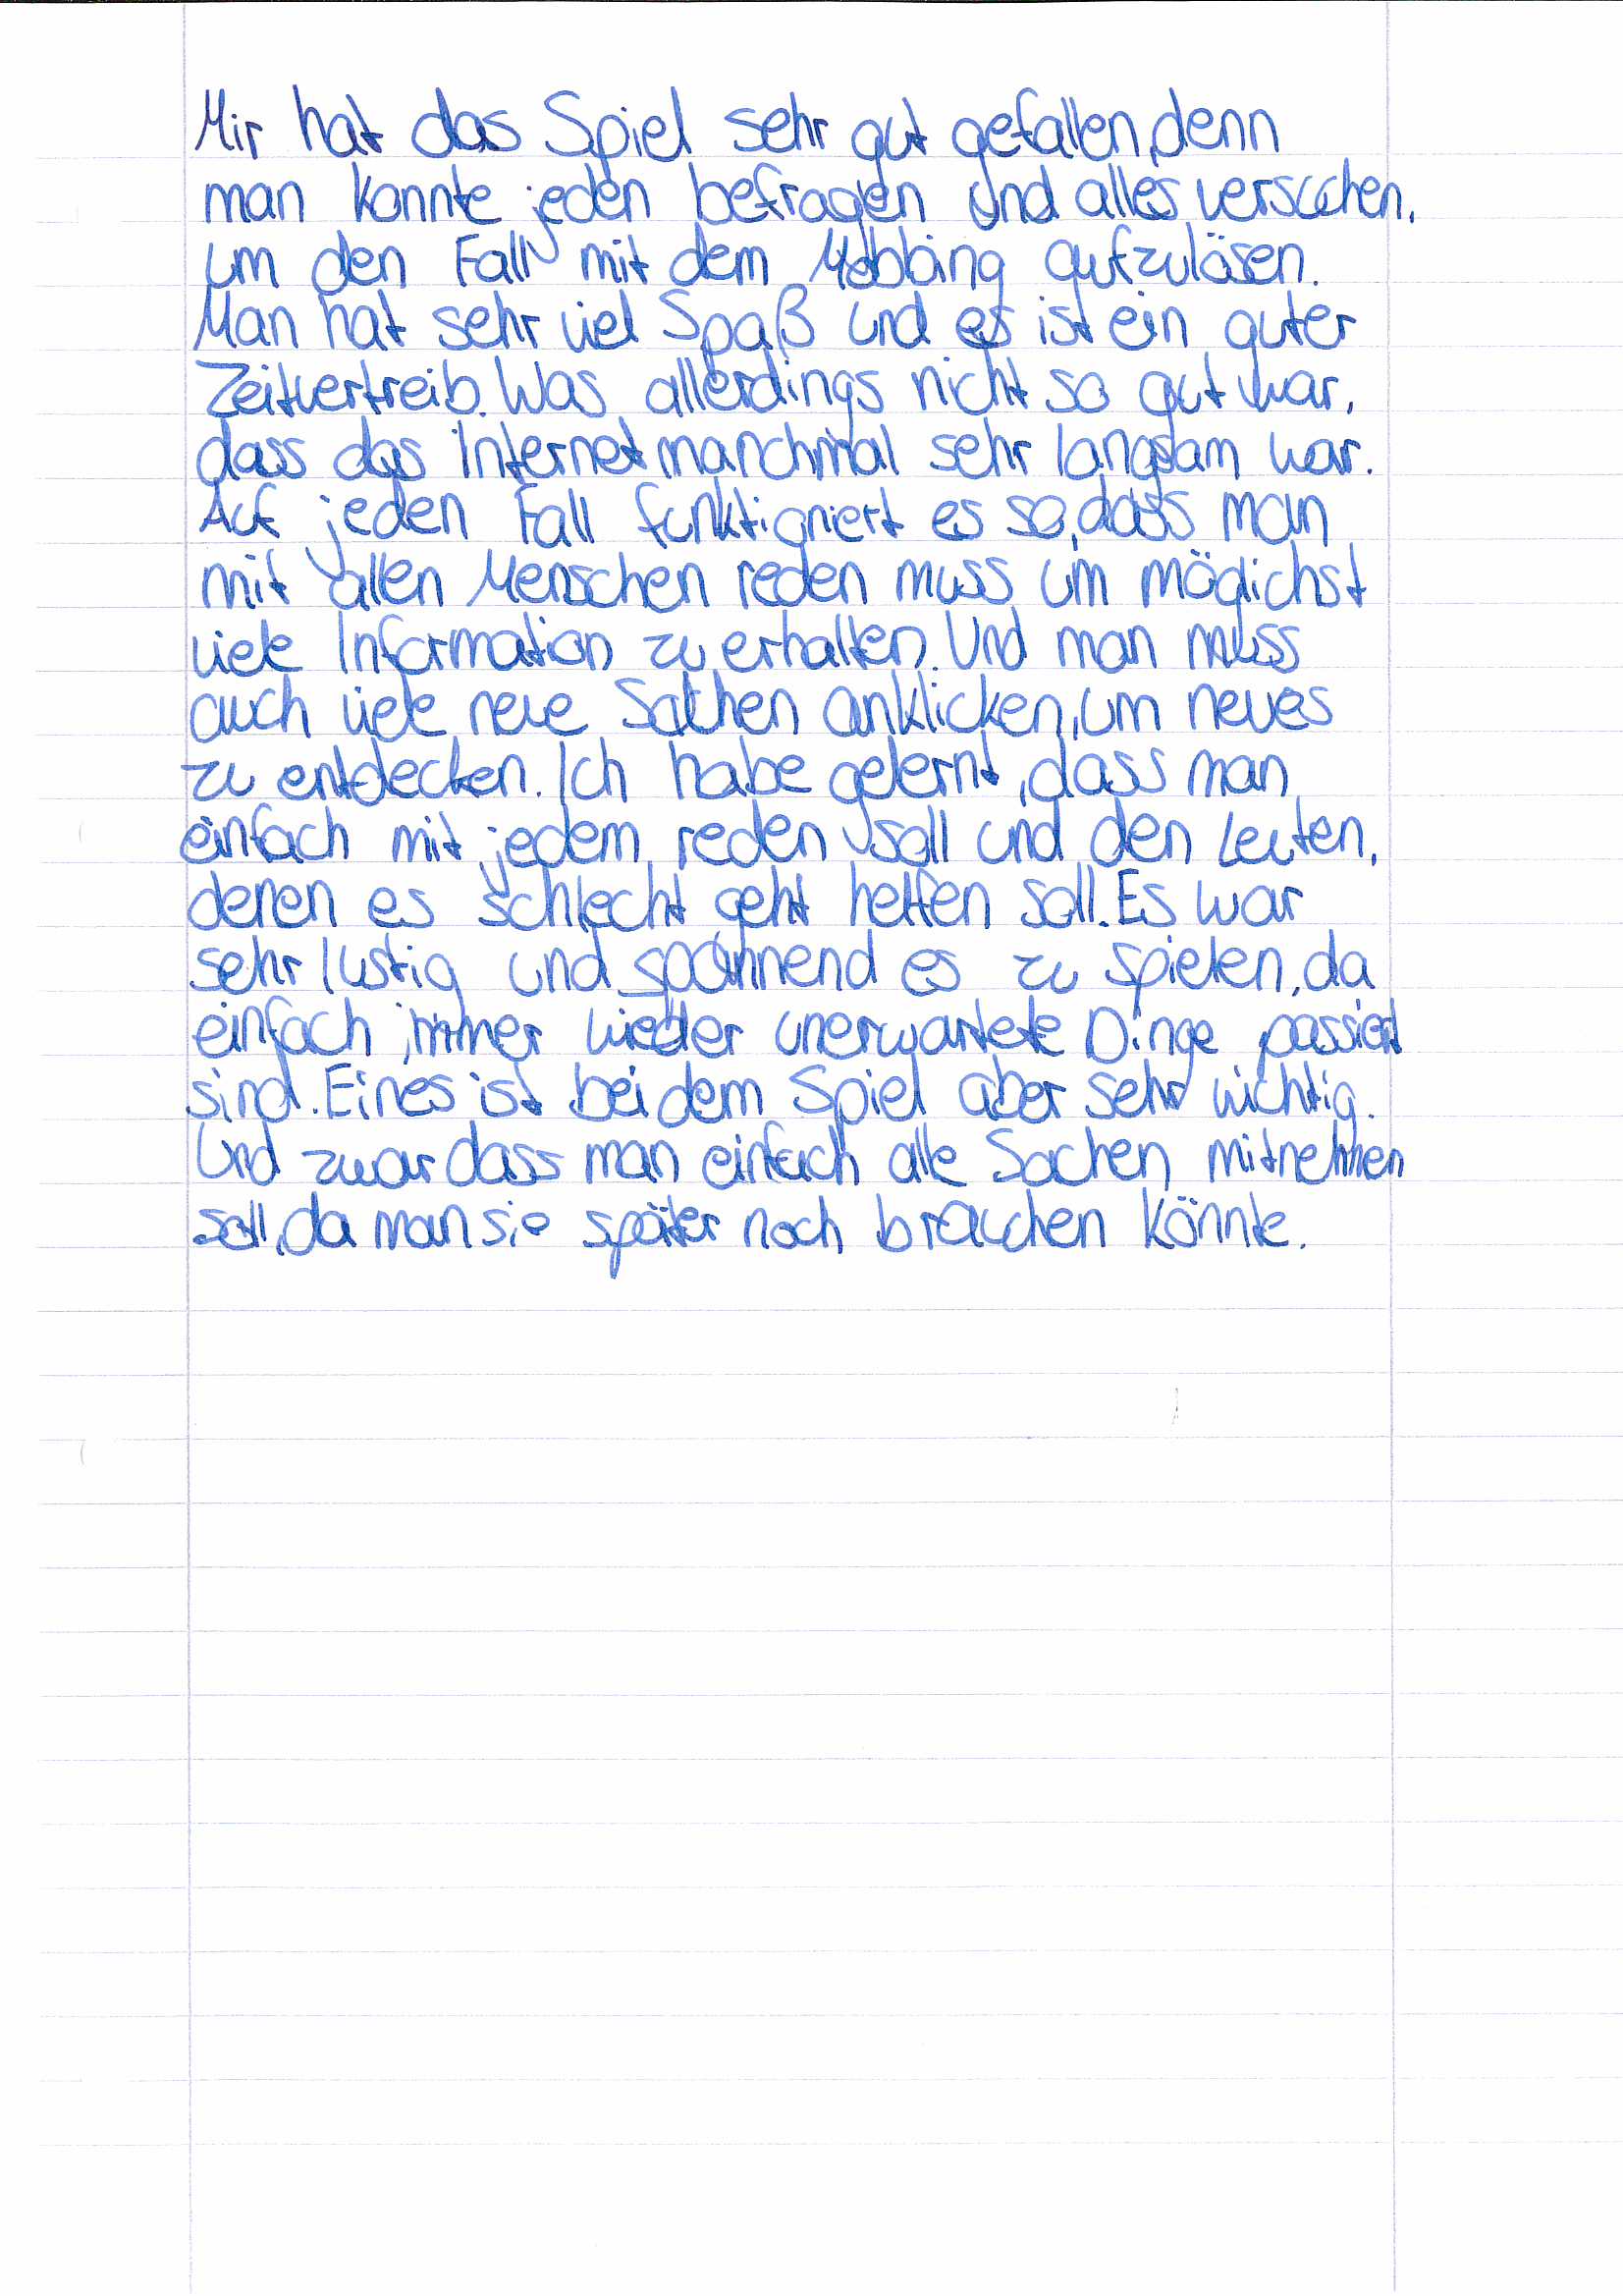 Mir hat das Spiel sehr gut gefallen, denn
man konnte jeden befragen und alles versuchen,
um den Fall mit dem Mobbing aufzulösen.
Man hat sehr viel Spaß und es ist ein guter
Zeitvertreib. Was allerdings nicht so gut war,
dass das Internet manchmal sehr langsam war.
Auf jeden Fall funktioniert es so, dass man
mit allen Menschen reden muss um möglichst
viele Information zu erhalten. Und man muss
auch viele neue Sachen anklicken, um neues
zu entdecken. Ich habe gelernt, dass man
einfach mit jedem reden soll und den Leuten,
denen es schlecht geht helfen soll. Es war
sehr lustig und spannend es zu spielen, da
einfach immer wieder unerwartete Dinge passiert
sind. Eines ist bei dem Spiel aber sehr wichtig.
Und zwar dass man einfach alle Sachen mitnehmen
soll, da man sie später noch brauchen könnte.